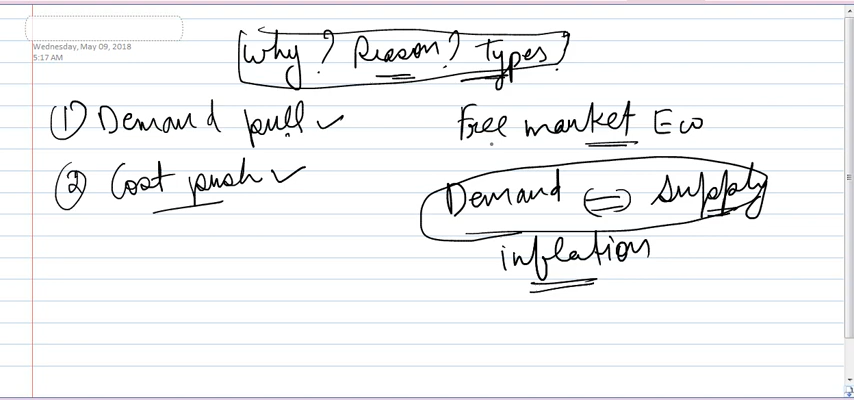 Wednesday, May 09, 2018
5:17 AM
Why? Reason? Types?
① Demand pull ✓
② Cost push ✓
Free market Eco
Demand ⇔ Supply
inflation